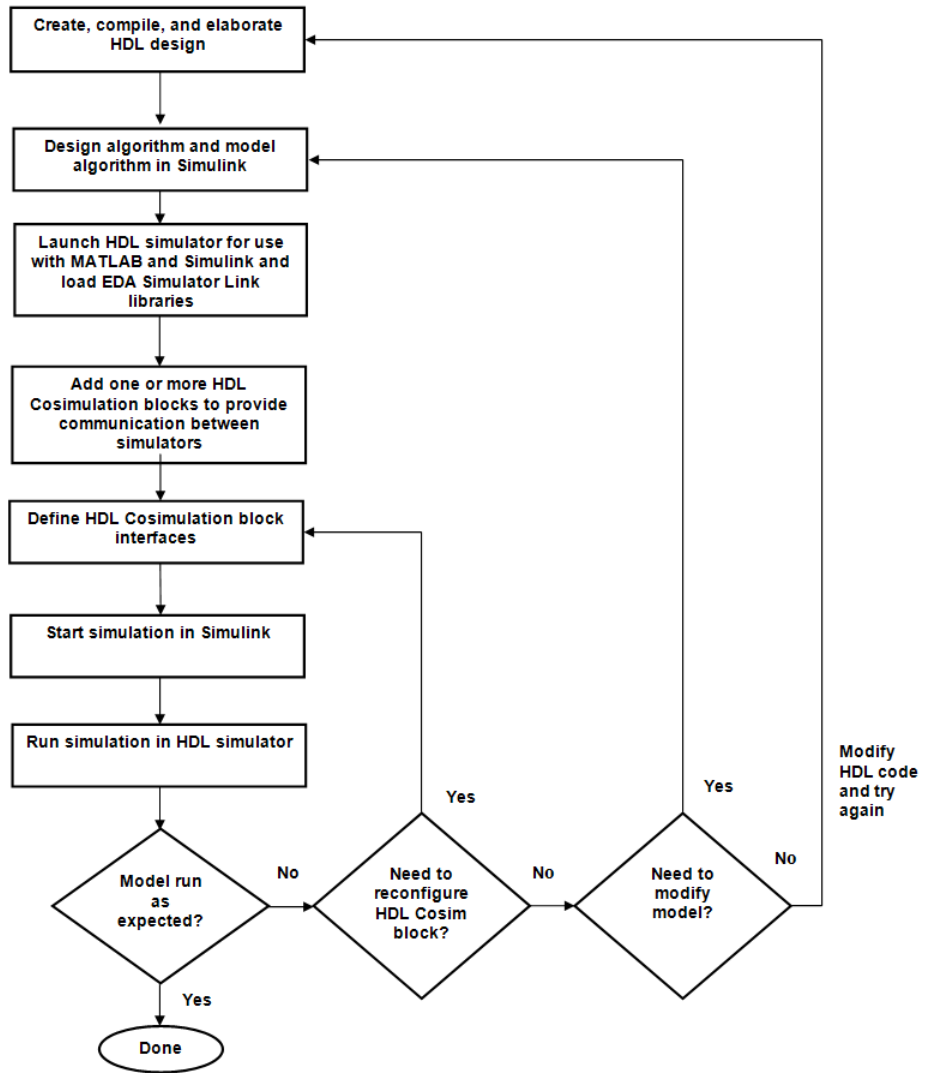 Create, compile, and elaborate
HDL design
Design algorithm and model
algorithm in Simulink
Launch HDL simulator for use
with MATLAB and Simulink and
load EDA Simulator Link
libraries
Add one or more HDL
Cosimulation blocks to provide
communication between
simulators
Define HDL Cosimulation block
interfaces
Start simulation in Simulink
Run simulation in HDL simulator
Model run
as
expected?
No
Yes
Done
Need to
reconfigure
HDL Cosim
block?
Yes
No
Need to
modify
model?
Yes
No
Modify
HDL code
and try
again